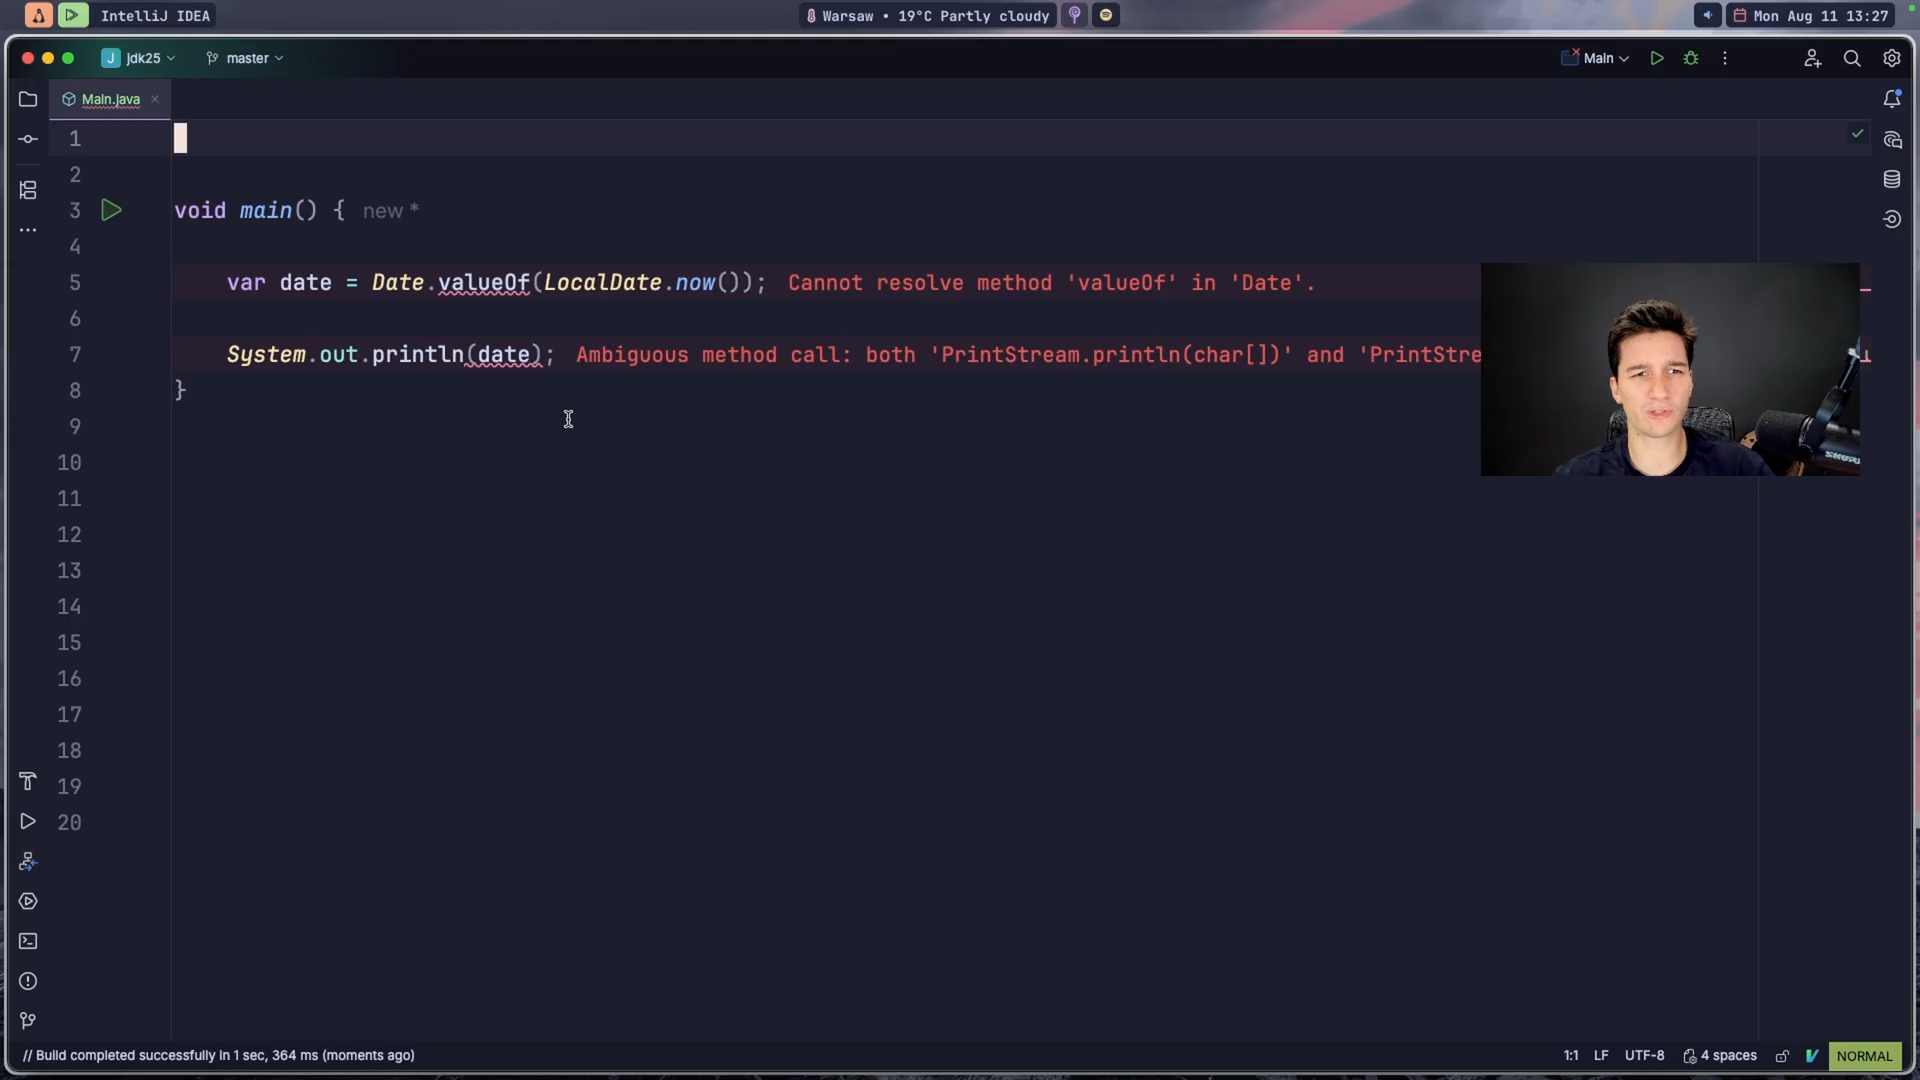 IntelliJ IDEA
Warsaw • 19°C Partly cloudy
Mon Aug 11 13:27
J jdk25
master
Main
Main.java
1
2
3 void main() { new *
4
5 var date = Date.valueOf(LocalDate.now()); Cannot resolve method 'valueOf' in 'Date'.
6
7 System.out.println(date); Ambiguous method call: both 'PrintStream.println(char[])' and 'PrintStre
8 }
9
10
11
12
13
14
15
16
17
18
19
20
SHURE
// Build completed successfully in 1 sec, 364 ms (moments ago)
1:1 LF UTF-8 4 spaces NORMAL